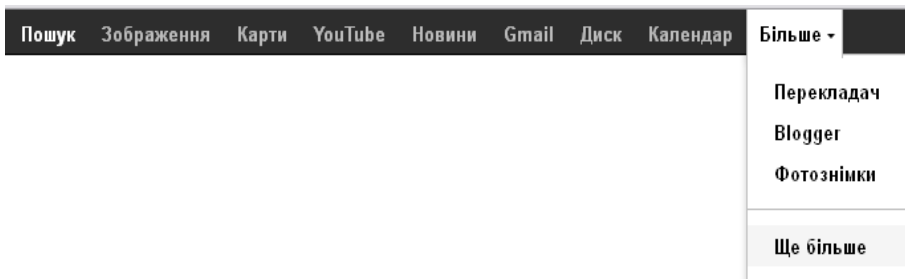 Пошук Зображення Карти YouTube Новини Gmail Диск Календар Більше
Перекладач
Blogger
Фотознімки
Ще більше